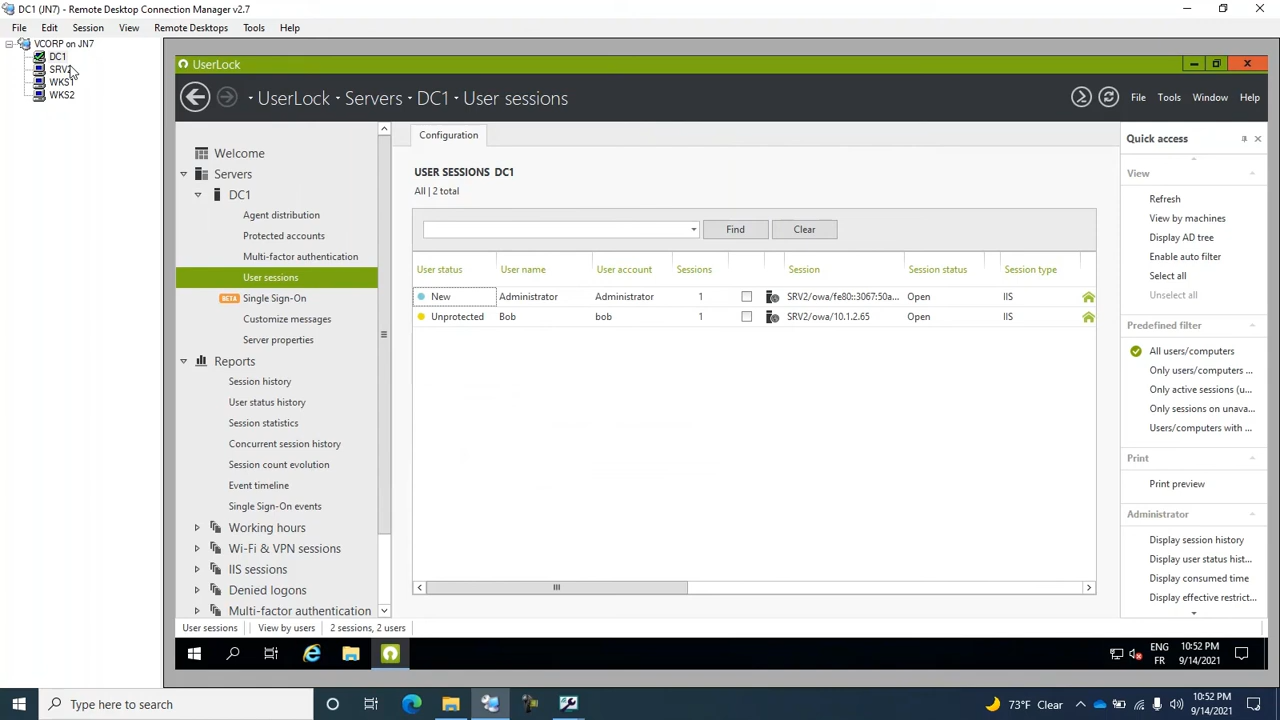 DC1 (JN7) - Remote Desktop Connection Manager v2.7
File Edit Session View Remote Desktops Tools Help
VCORP on JN7
DC1
SRV2
WKS1
WKS2
UserLock
UserLock • Servers • DC1 • User sessions
File Tools Window Help
Welcome
Servers
DC1
Agent distribution
Protected accounts
Multi-factor authentication
User sessions
BETA Single Sign-On
Customize messages
Server properties
Reports
Session history
User status history
Session statistics
Concurrent session history
Session count evolution
Event timeline
Single Sign-On events
Working hours
Wi-Fi & VPN sessions
IIS sessions
Denied logons
Multi-factor authentication
Configuration
USER SESSIONS DC1
All | 2 total
Find Clear
User status User name User account Sessions Session Session status Session type
New Administrator Administrator 1 SRV2/owa/fe80::3067:50a... Open IIS
Unprotected Bob bob 1 SRV2/owa/10.1.2.65 Open IIS
Quick access
View
Refresh
View by machines
Display AD tree
Enable auto filter
Select all
Unselect all
Predefined filter
All users/computers
Only users/computers ...
Only active sessions (u...
Only sessions on unava...
Users/computers with ...
Print
Print preview
Administrator
Display session history
Display user status hist...
Display consumed time
Display effective restrict...
User sessions View by users 2 sessions, 2 users
ENG
FR
10:52 PM
9/14/2021
Type here to search
73°F Clear
10:52 PM
9/14/2021